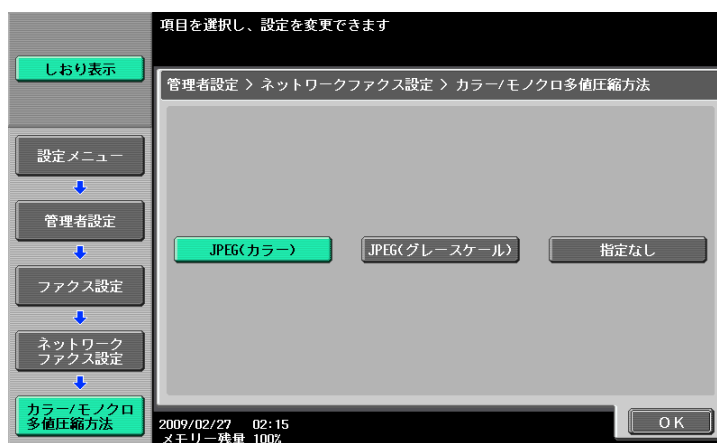 項目を選択し、設定を変更できます
しおり表示
管理者設定 > ネットワークファクス設定 > カラー/モノクロ多値圧縮方法
設定メニュー
管理者設定
ファクス設定
ネットワーク
ファクス設定
カラー/モノクロ
多値圧縮方法
JPEG(カラー)
JPEG(グレースケール)
指定なし
2009/02/27 02:15
メモリー残量 100%
OK